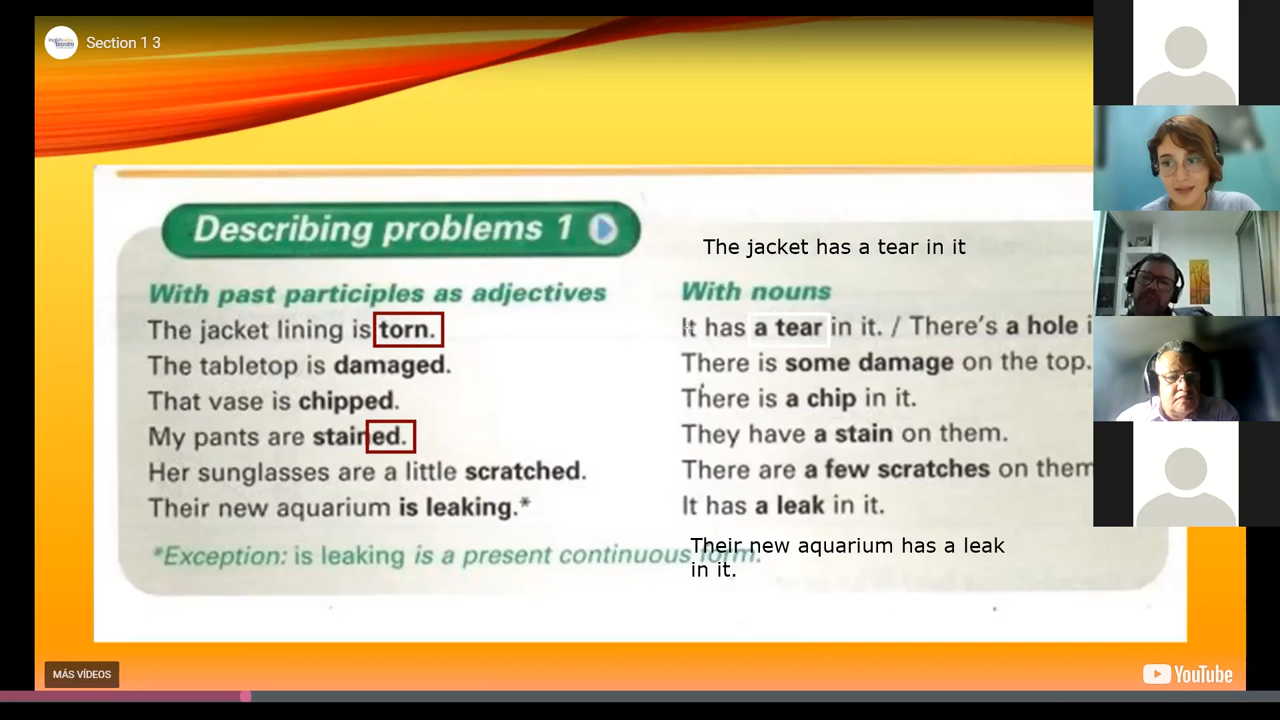 Section 1 3
Describing problems 1
The jacket has a tear in it
With past participles as adjectives
The jacket lining is torn.
The tabletop is damaged.
That vase is chipped.
My pants are stained.
Her sunglasses are a little scratched.
Their new aquarium is leaking.*
With nouns
It has a tear in it. / There's a hole i
There is some damage on the top.
There is a chip in it.
They have a stain on them.
There are a few scratches on them
It has a leak in it.
*Exception: is leaking is a present continuous form.
Their new aquarium has a leak
in it.
MÁS VÍDEOS
YouTube